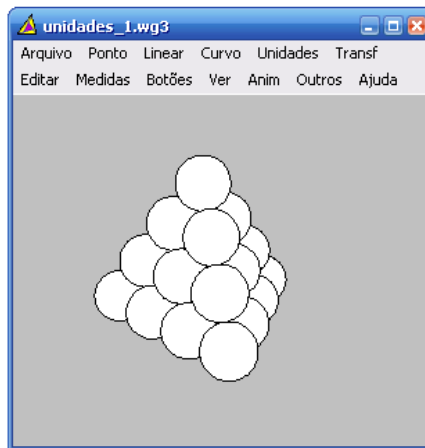 unidades_1.wg3
Arquivo Ponto Linear Curvo Unidades Transf
Editar Medidas Botões Ver Anim Outros Ajuda